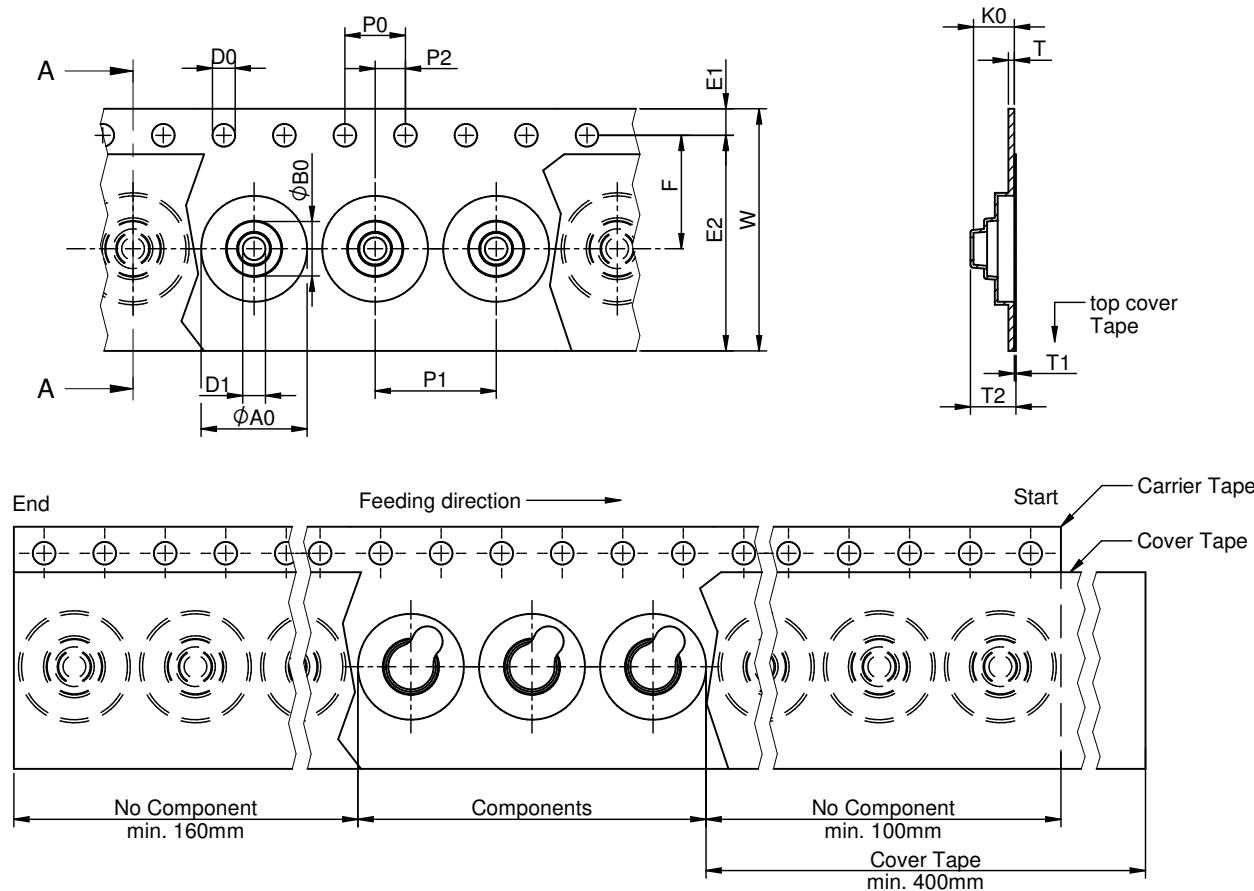 P0
D0
P2
A
E1
ϕB0
F
E2
W
A
D1
P1
ϕA0
K0
T
top cover
Tape
T1
T2
End
Feeding direction
Start
Carrier Tape
Cover Tape
No Component
min. 160mm
Components
No Component
min. 100mm
Cover Tape
min. 400mm